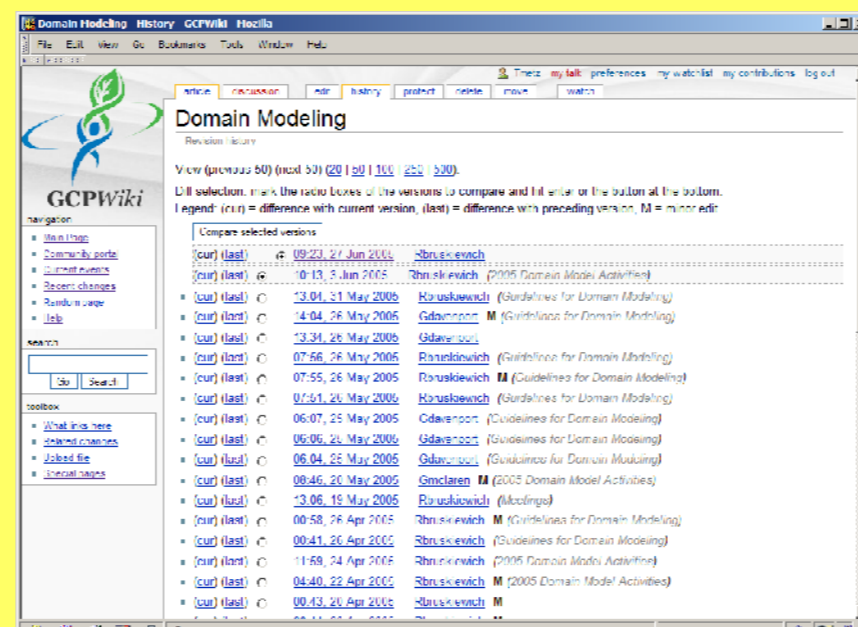 Domain Modeling History GCPWiki Mozilla
File Edit View Go Bookmarks Tools Window Help
Tmetz my talk preferences my watchlist my contributions log out
article discussion edit history protect delete move watch
Domain Modeling
Revision history
View (previous 50) (next 50) (20 | 50 | 100 | 250 | 500).
Diff selection: mark the radio boxes of the versions to compare and hit enter or the button at the bottom.
Legend: (cur) = difference with current version, (last) = difference with preceding version, M = minor edit
Compare selected versions
(cur) (last) 09:23, 27 Jun 2005 Rbruskiewich
(cur) (last) 10:13, 3 Jun 2005 Rbruskiewich (2005 Domain Model Activities)
(cur) (last) 13:04, 31 May 2005 Rbruskiewich (Guidelines for Domain Modeling)
(cur) (last) 14:04, 26 May 2005 Gdavenport M (Guidelines for Domain Modeling)
(cur) (last) 13:34, 26 May 2005 Gdavenport
(cur) (last) 07:56, 26 May 2005 Rbruskiewich (Guidelines for Domain Modeling)
(cur) (last) 07:55, 26 May 2005 Rbruskiewich M (Guidelines for Domain Modeling)
(cur) (last) 07:51, 26 May 2005 Rbruskiewich (Guidelines for Domain Modeling)
(cur) (last) 06:07, 25 May 2005 Gdavenport (Guidelines for Domain Modeling)
(cur) (last) 06:06, 25 May 2005 Gdavenport (Guidelines for Domain Modeling)
(cur) (last) 06:04, 25 May 2005 Gdavenport (Guidelines for Domain Modeling)
(cur) (last) 08:46, 20 May 2005 Gmclaren M (2005 Domain Model Activities)
(cur) (last) 13:06, 19 May 2005 Rbruskiewich (Meetings)
(cur) (last) 00:58, 26 Apr 2005 Rbruskiewich M (Guidelines for Domain Modeling)
(cur) (last) 00:41, 26 Apr 2005 Rbruskiewich (Guidelines for Domain Modeling)
(cur) (last) 11:59, 24 Apr 2005 Rbruskiewich (2005 Domain Model Activities)
(cur) (last) 04:40, 22 Apr 2005 Rbruskiewich M (2005 Domain Model Activities)
(cur) (last) 00:43, 20 Apr 2005 Rbruskiewich M
GCPWiki
navigation
Main Page
Community portal
Current events
Recent changes
Random page
Help
search
Go Search
toolbox
What links here
Related changes
Upload file
Special pages